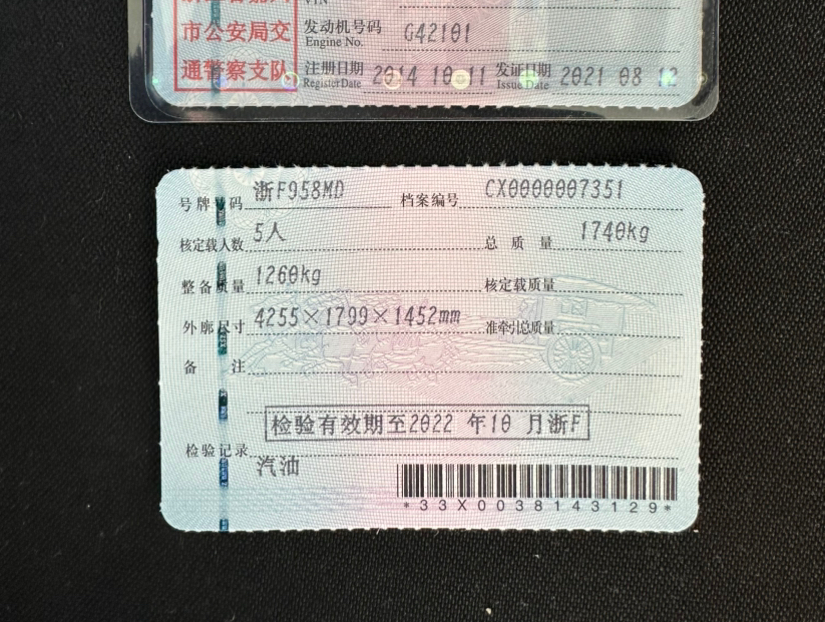 VIN
市公安局交
发动机号码 G42101
Engine No.
通警察支队
注册日期 2014 10 11 发证日期 2021 08 12
Register Date Issue Date
号牌号码 浙F958MD 档案编号 CX0000007351
核定载人数 5人 总质量 1740kg
整备质量 1260kg 核定载质量
外廓尺寸 4255×1799×1452mm 准牵引总质量
备注
检验有效期至2022 年10 月浙F
检验记录
汽油
*33X0038143129*